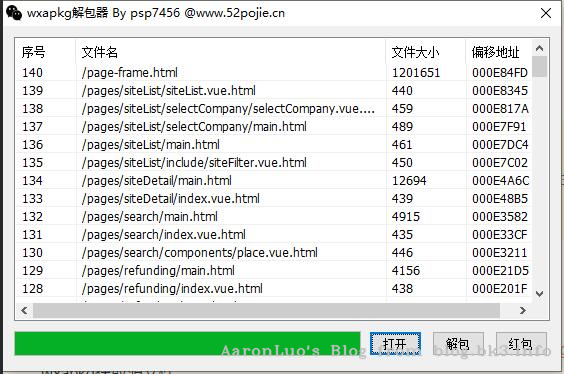 wxapkg解包器 By psp7456 @www.52pojie.cn
序号 文件名 文件大小 偏移地址
140 /page-frame.html 1201651 000E84FD
139 /pages/siteList/siteList.vue.html 440 000E8345
138 /pages/siteList/selectCompany/selectCompany.vue.... 459 000E817A
137 /pages/siteList/selectCompany/main.html 489 000E7F91
136 /pages/siteList/main.html 461 000E7DC4
135 /pages/siteList/include/siteFilter.vue.html 450 000E7C02
134 /pages/siteDetail/main.html 12694 000E4A6C
133 /pages/siteDetail/index.vue.html 439 000E48B5
132 /pages/search/main.html 4915 000E3582
131 /pages/search/index.vue.html 435 000E33CF
130 /pages/search/components/place.vue.html 446 000E3211
129 /pages/refunding/main.html 4156 000E21D5
128 /pages/refunding/index.vue.html 438 000E201F
打开 解包 红包
AaronLuo's Blog from blog.bk3.info